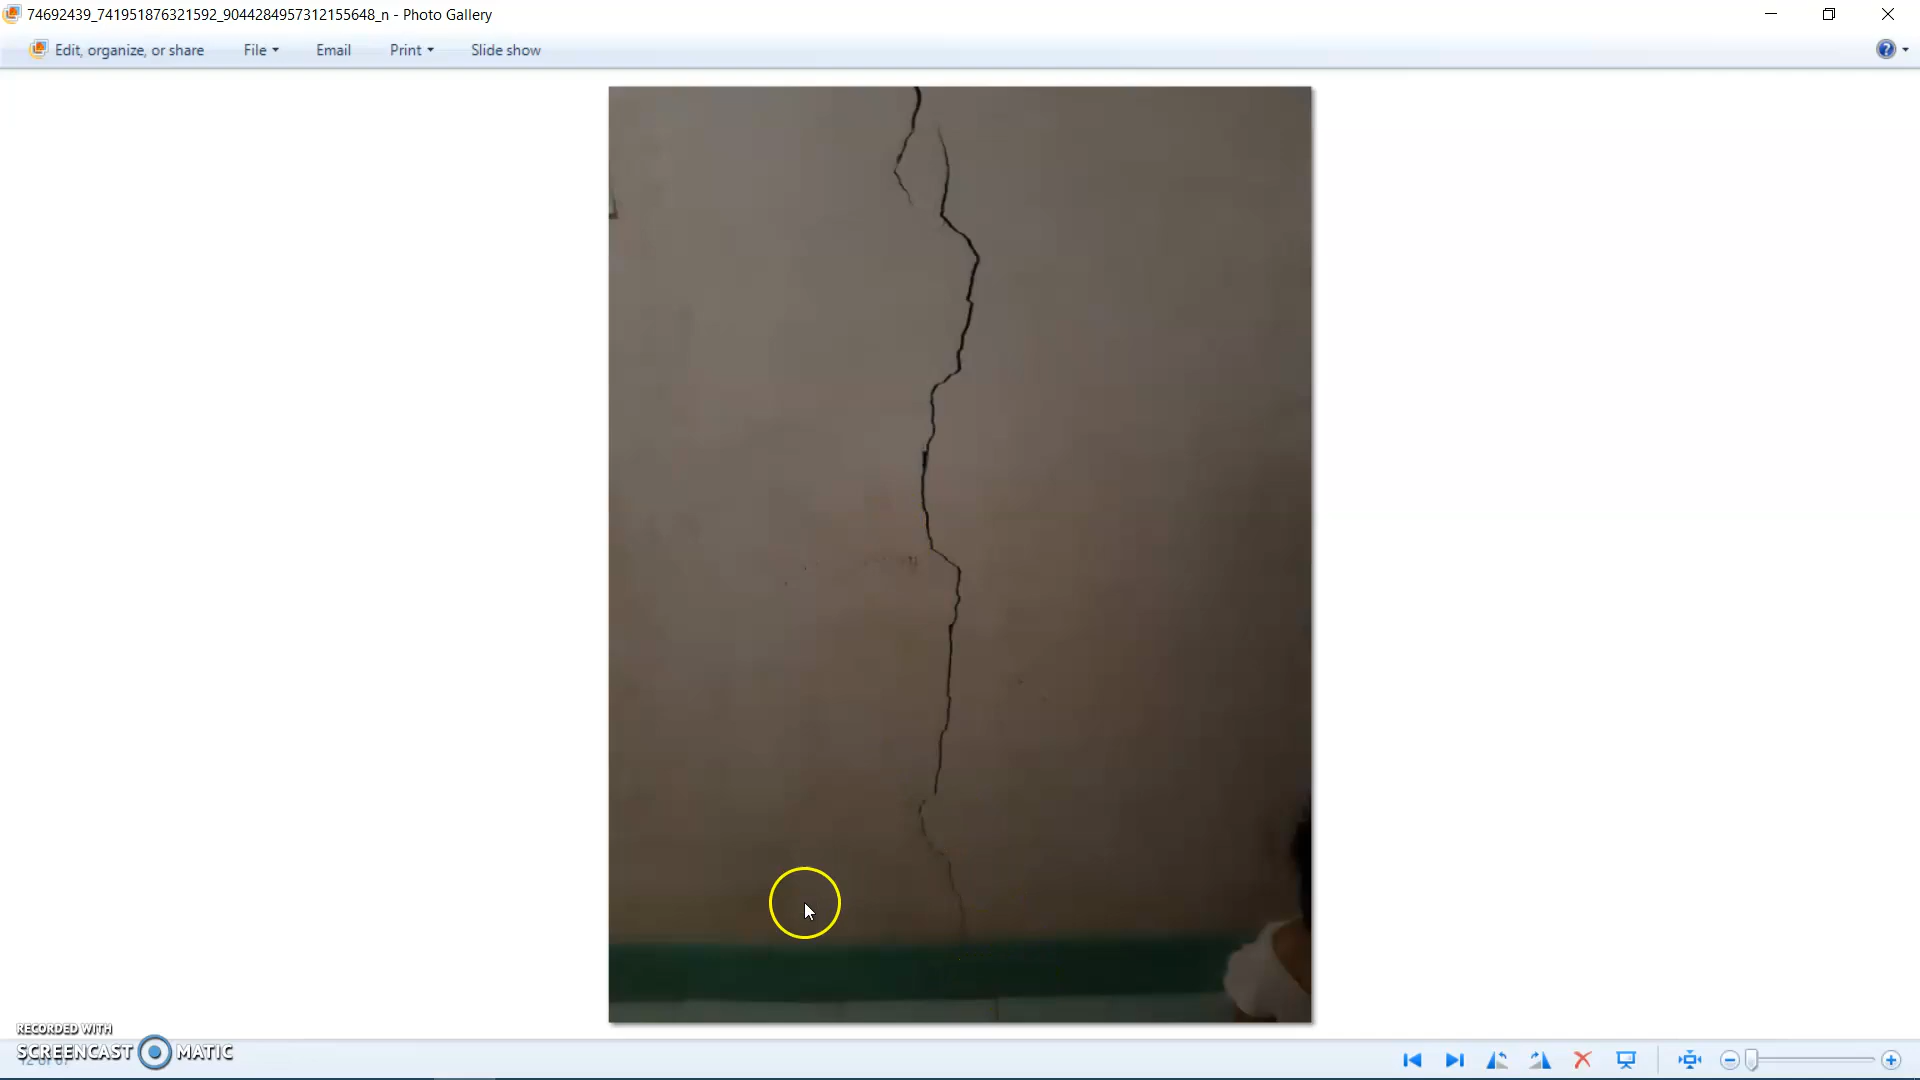 74692439_741951876321592_9044284957312155648_n - Photo Gallery
Edit, organize, or share File Email Print Slide show
RECORDED WITH
SCREENCAST MATIC